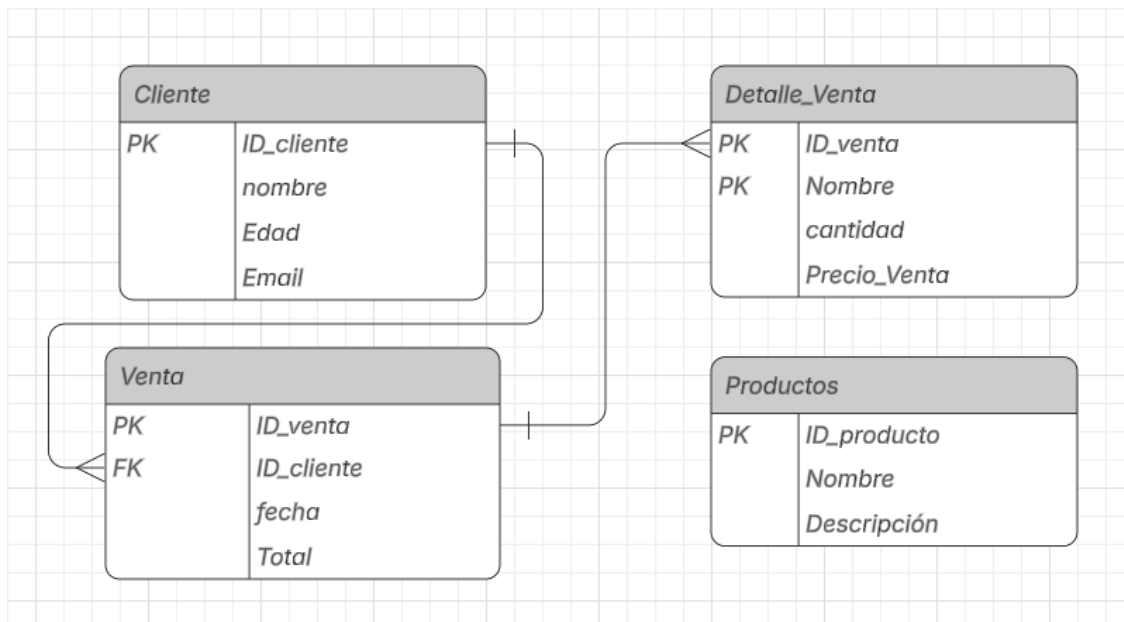 Cliente
PK ID_cliente
nombre
Edad
Email
Venta
PK ID_venta
FK ID_cliente
fecha
Total
Detalle_Venta
PK ID_venta
PK Nombre
cantidad
Precio_Venta
Productos
PK ID_producto
Nombre
Descripción